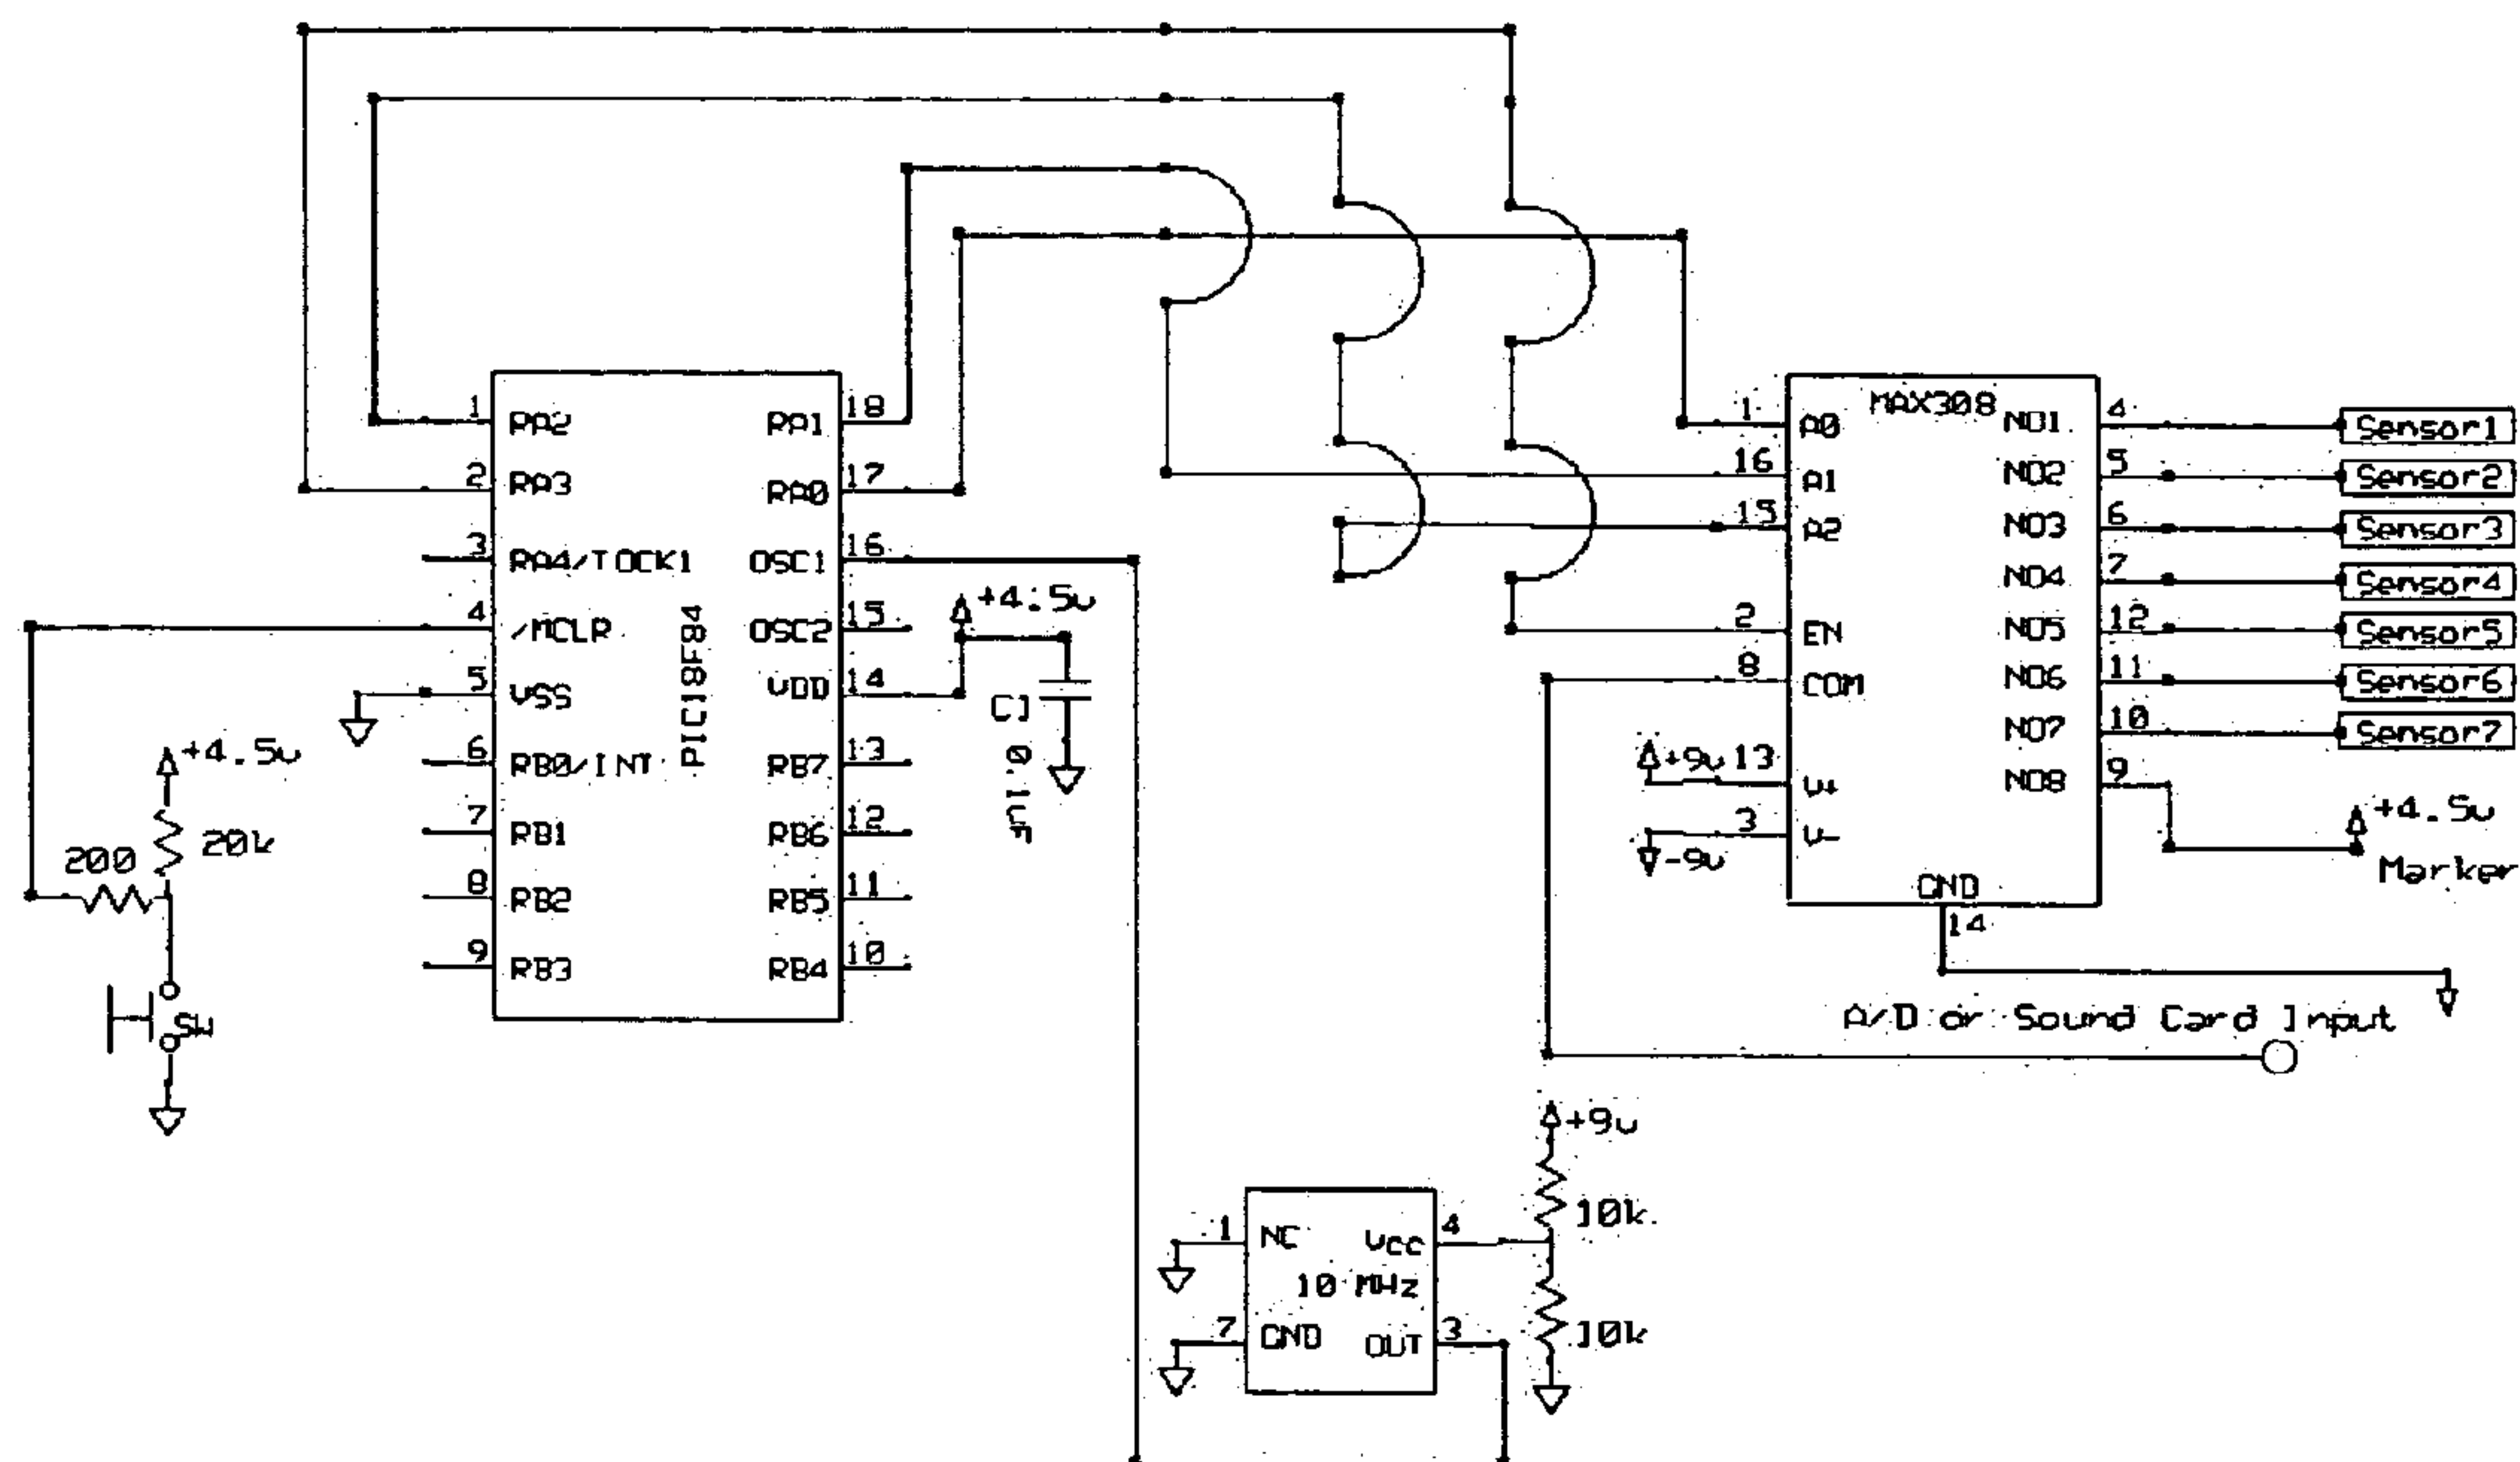 1
RA2
RA1
18
2
RA3
RA0
17
3
RA4/TOCK1
OSC1
16
4
/MCLR
OSC2
15
5
VSS
VDD
14
6
RB0/INT
RB7
13
7
RB1
RB6
12
8
RB2
RB5
11
9
RB3
RB4
10
PIC18F84
+4.5v
C1
0.1uF
+4.5v
20k
200
SW
MAX308
1
A0
NO1
4
Sensor1
16
A1
NO2
5
Sensor2
15
A2
NO3
6
Sensor3
NO4
7
Sensor4
2
EN
NO5
12
Sensor5
8
COM
NO6
11
Sensor6
NO7
10
Sensor7
+9v
13
V+
NO8
9
-9v
3
V-
+4.5v
Marker
GND
14
A/D or Sound Card Input
+9v
10k
10k
1
NC
Vcc
4
10 MHz
7
GND
OUT
3